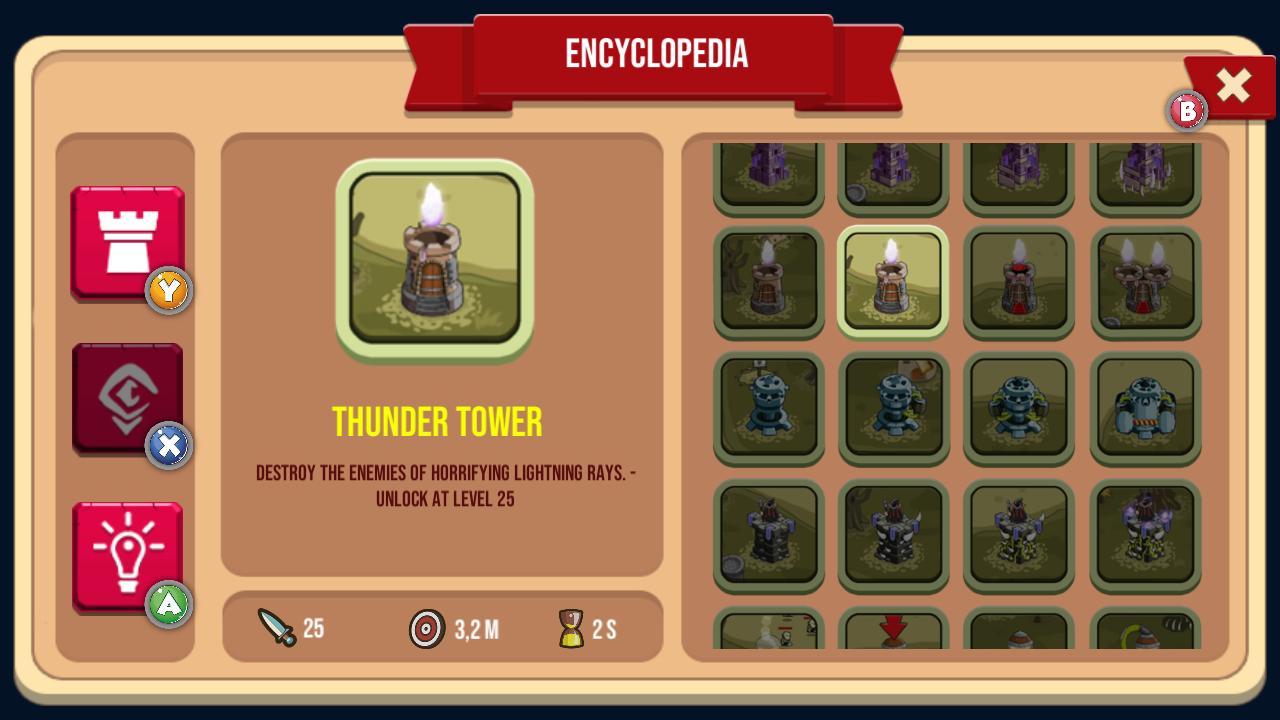 ENCYCLOPEDIA
B
Y
X
A
THUNDER TOWER
DESTROY THE ENEMIES OF HORRIFYING LIGHTNING RAYS. -
UNLOCK AT LEVEL 25
25
3,2 M
2 S